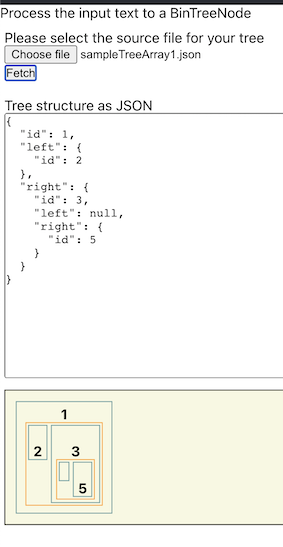 Process the input text to a BinTreeNode
Please select the source file for your tree
Choose file sampleTreeArray1.json
Fetch
Tree structure as JSON
{
  "id": 1,
  "left": {
    "id": 2
  },
  "right": {
    "id": 3,
    "left": null,
    "right": {
      "id": 5
    }
  }
}
1
2 3
5